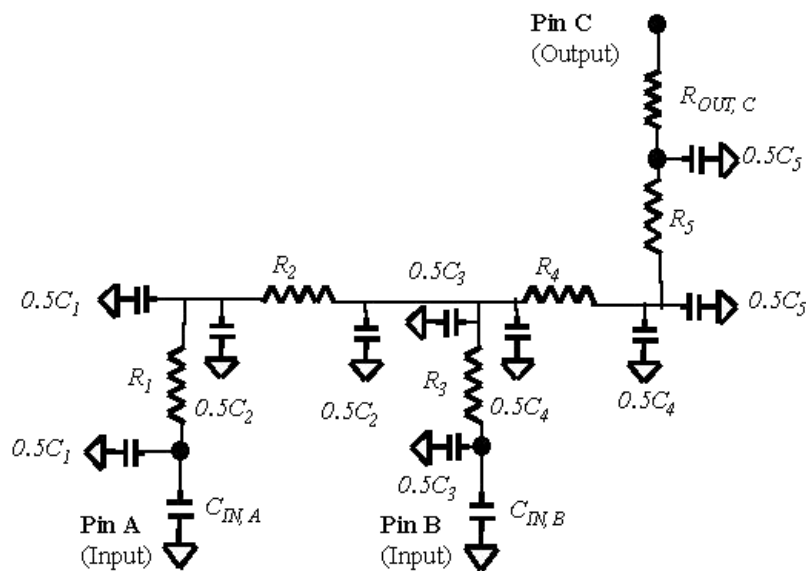 Pin C
(Output)
R_OUT, C
0.5C_5
R_5
R_2
0.5C_3
R_4
0.5C_1
0.5C_5
R_1
R_3
0.5C_2
0.5C_2
0.5C_4
0.5C_4
0.5C_1
0.5C_3
C_IN, A
C_IN, B
Pin A
(Input)
Pin B
(Input)